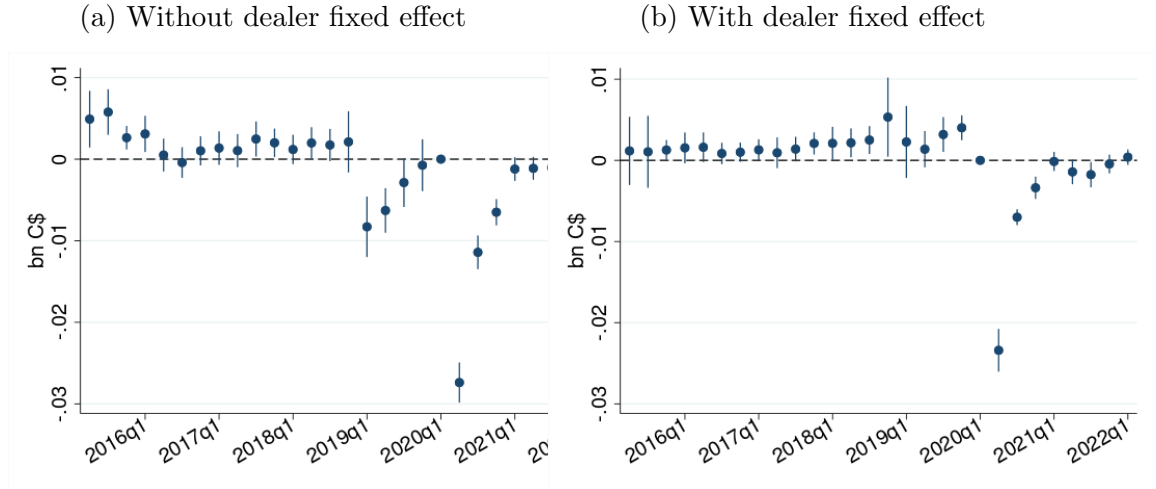 (a) Without dealer fixed effect
.01
0
-.01
-.02
-.03
bn C$
2016q1
2017q1
2018q1
2019q1
2020q1
2021q1
20
(b) With dealer fixed effect
.01
0
-.01
-.02
-.03
bn C$
2016q1
2017q1
2018q1
2019q1
2020q1
2021q1
2022q1